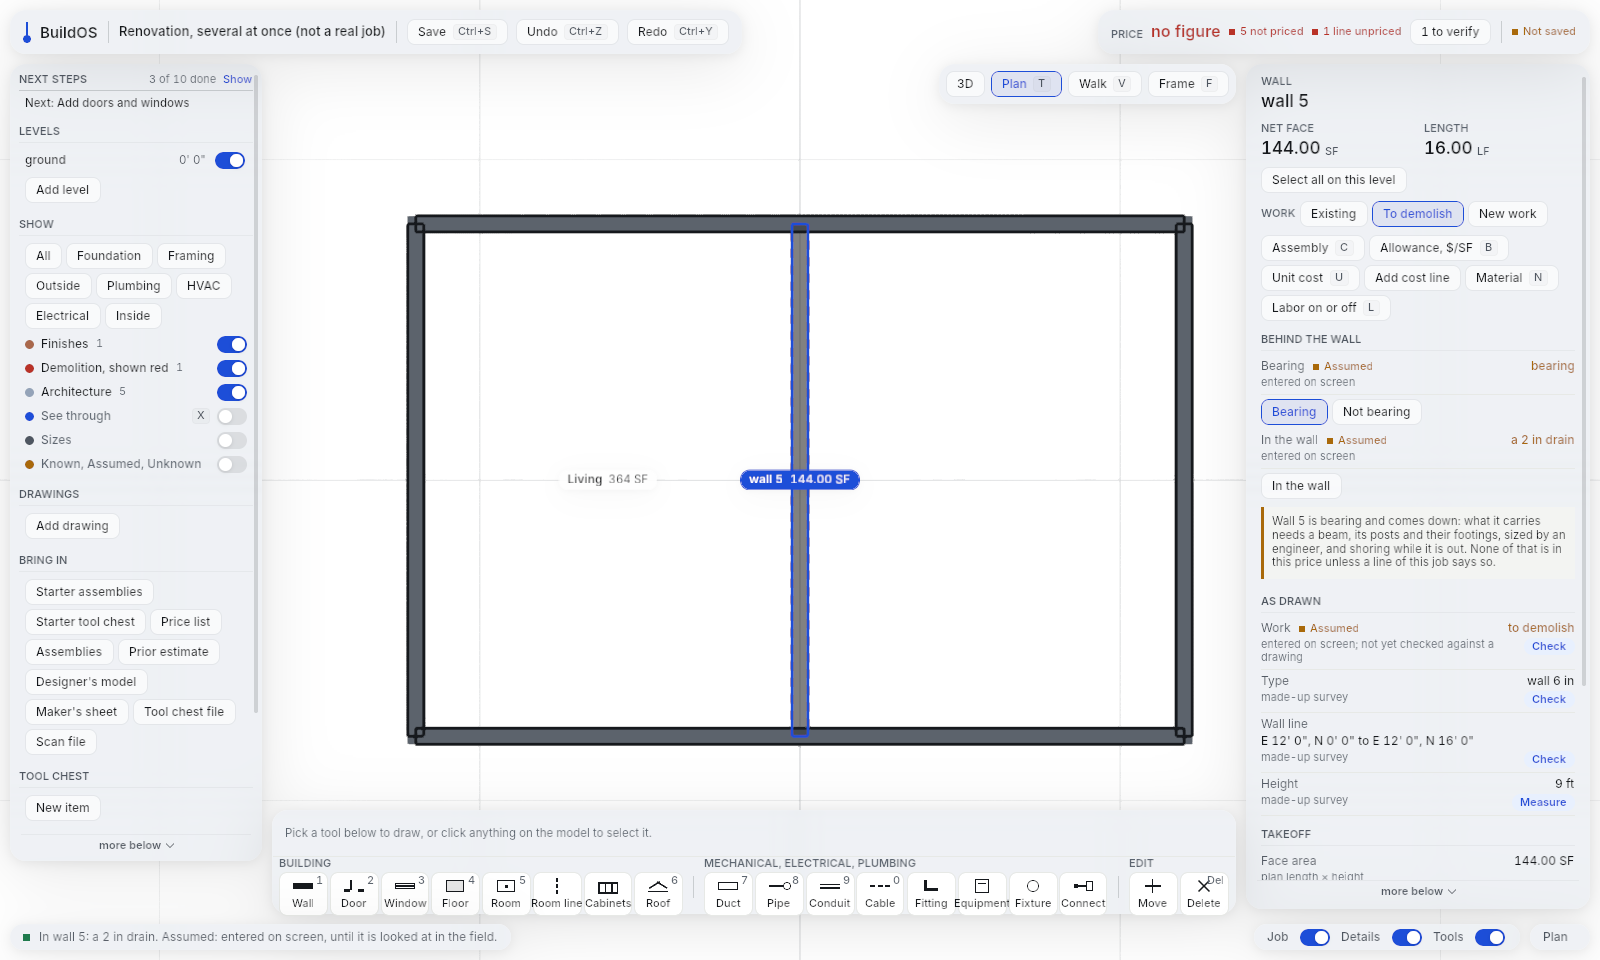 BuildOS
Renovation, several at once (not a real job)
Save Ctrl+S
Undo Ctrl+Z
Redo Ctrl+Y
PRICE no figure
5 not priced
1 line unpriced
1 to verify
Not saved
NEXT STEPS 3 of 10 done Show
Next: Add doors and windows
LEVELS
ground 0' 0"
Add level
SHOW
All Foundation Framing
Outside Plumbing HVAC
Electrical Inside
Finishes 1
Demolition, shown red 1
Architecture 5
See through X
Sizes
Known, Assumed, Unknown
DRAWINGS
Add drawing
BRING IN
Starter assemblies
Starter tool chest Price list
Assemblies Prior estimate
Designer's model
Maker's sheet Tool chest file
Scan file
TOOL CHEST
New item
more below
3D
Plan T
Walk V
Frame F
Living 364 SF
wall 5 144.00 SF
WALL
wall 5
NET FACE LENGTH
144.00 SF 16.00 LF
Select all on this level
WORK Existing To demolish New work
Assembly C Allowance, $/SF B
Unit cost U Add cost line Material N
Labor on or off L
BEHIND THE WALL
Bearing Assumed bearing
entered on screen
Bearing Not bearing
In the wall Assumed a 2 in drain
entered on screen
In the wall
Wall 5 is bearing and comes down: what it carries
needs a beam, its posts and their footings, sized by an
engineer, and shoring while it is out. None of that is in
this price unless a line of this job says so.
AS DRAWN
Work Assumed to demolish
entered on screen; not yet checked against a
drawing
Check
Type wall 6 in
made-up survey Check
Wall line
E 12' 0", N 0' 0" to E 12' 0", N 16' 0"
made-up survey Check
Height 9 ft
made-up survey Measure
TAKEOFF
Face area 144.00 SF
plan length × height
more below
Pick a tool below to draw, or click anything on the model to select it.
BUILDING
1 Wall
2 Door
3 Window
4 Floor
5 Room
Room line
Cabinets
6 Roof
MECHANICAL, ELECTRICAL, PLUMBING
7 Duct
8 Pipe
9 Conduit
0 Cable
Fitting
Equipment
Fixture
Connect
EDIT
Move
Del Delete
In wall 5: a 2 in drain. Assumed: entered on screen, until it is looked at in the field.
Job Details Tools Plan